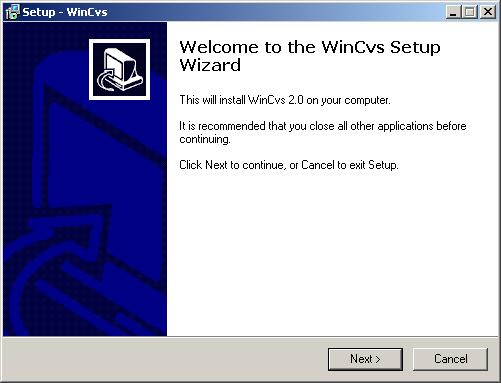 Setup - WinCvs
Welcome to the WinCvs Setup
Wizard
This will install WinCvs 2.0 on your computer.
It is recommended that you close all other applications before
continuing.
Click Next to continue, or Cancel to exit Setup.
Next >
Cancel